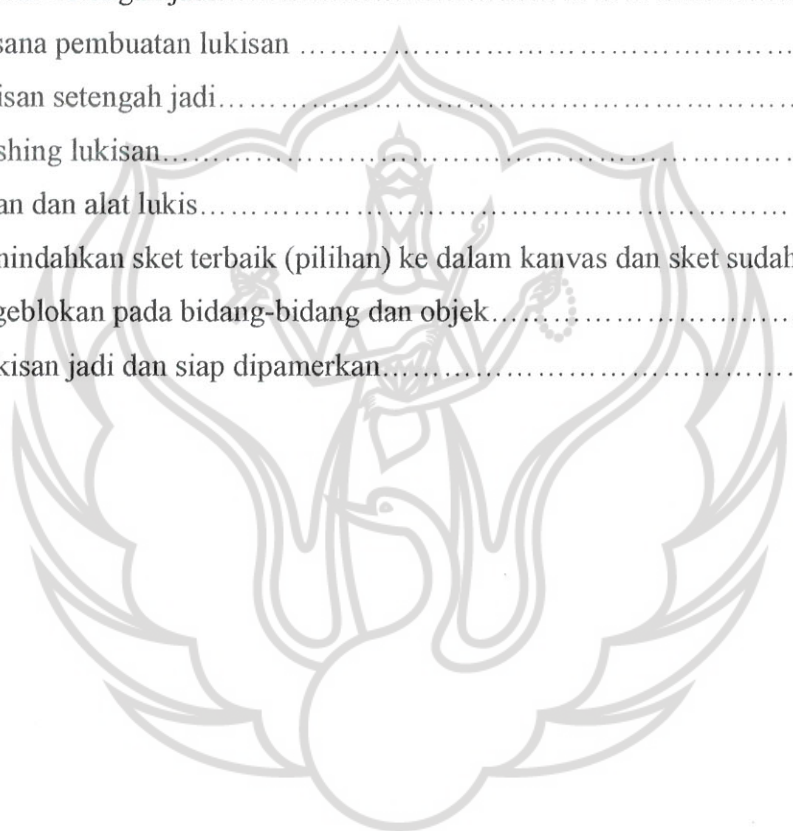 sana pembuatan lukisan ……………………………………………
isan setengah jadi……………………………………………………
shing lukisan…………………………………………………………
an dan alat lukis……………………………………………………
nindahkan sket terbaik (pilihan) ke dalam kanvas dan sket sudah
geblokan pada bidang-bidang dan objek…………………………
kisan jadi dan siap dipamerkan……………………………………